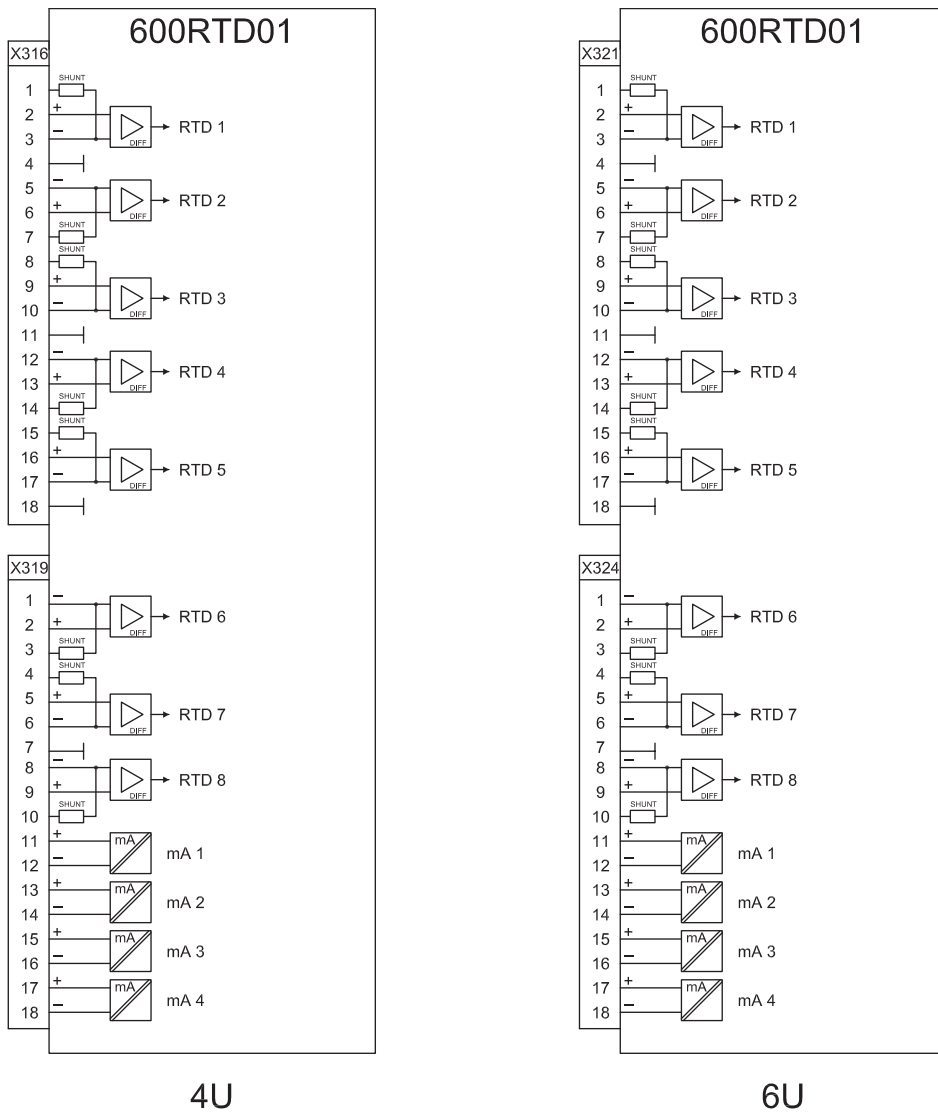 600RTD01
X316
SHUNT
1
+
2
−
3
DIFF
RTD 1
4
−
5
+
6
DIFF
RTD 2
7
SHUNT
SHUNT
8
+
9
−
10
DIFF
RTD 3
11
−
12
+
13
DIFF
RTD 4
14
SHUNT
SHUNT
15
+
16
−
17
DIFF
RTD 5
18
X319
−
1
+
2
DIFF
RTD 6
3
SHUNT
SHUNT
4
+
5
−
6
DIFF
RTD 7
7
−
8
+
9
DIFF
RTD 8
10
SHUNT
+
11
−
12
mA
mA 1
+
13
−
14
mA
mA 2
+
15
−
16
mA
mA 3
+
17
−
18
mA
mA 4
4U
600RTD01
X321
SHUNT
1
+
2
−
3
DIFF
RTD 1
4
−
5
+
6
DIFF
RTD 2
7
SHUNT
SHUNT
8
+
9
−
10
DIFF
RTD 3
11
−
12
+
13
DIFF
RTD 4
14
SHUNT
SHUNT
15
+
16
−
17
DIFF
RTD 5
18
X324
−
1
+
2
DIFF
RTD 6
3
SHUNT
SHUNT
4
+
5
−
6
DIFF
RTD 7
7
−
8
+
9
DIFF
RTD 8
10
SHUNT
+
11
−
12
mA
mA 1
+
13
−
14
mA
mA 2
+
15
−
16
mA
mA 3
+
17
−
18
mA
mA 4
6U